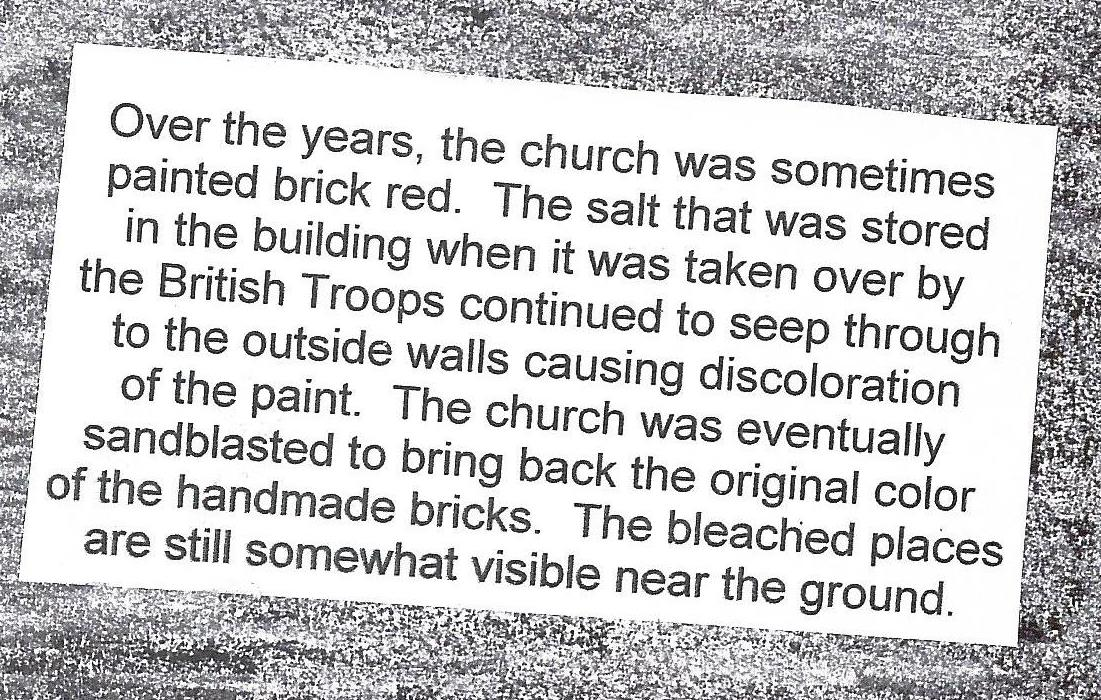 Over the years, the church was sometimes
painted brick red.  The salt that was stored
in the building when it was taken over by
the British Troops continued to seep through
to the outside walls causing discoloration
of the paint.  The church was eventually
sandblasted to bring back the original color
of the handmade bricks.  The bleached places
are still somewhat visible near the ground.